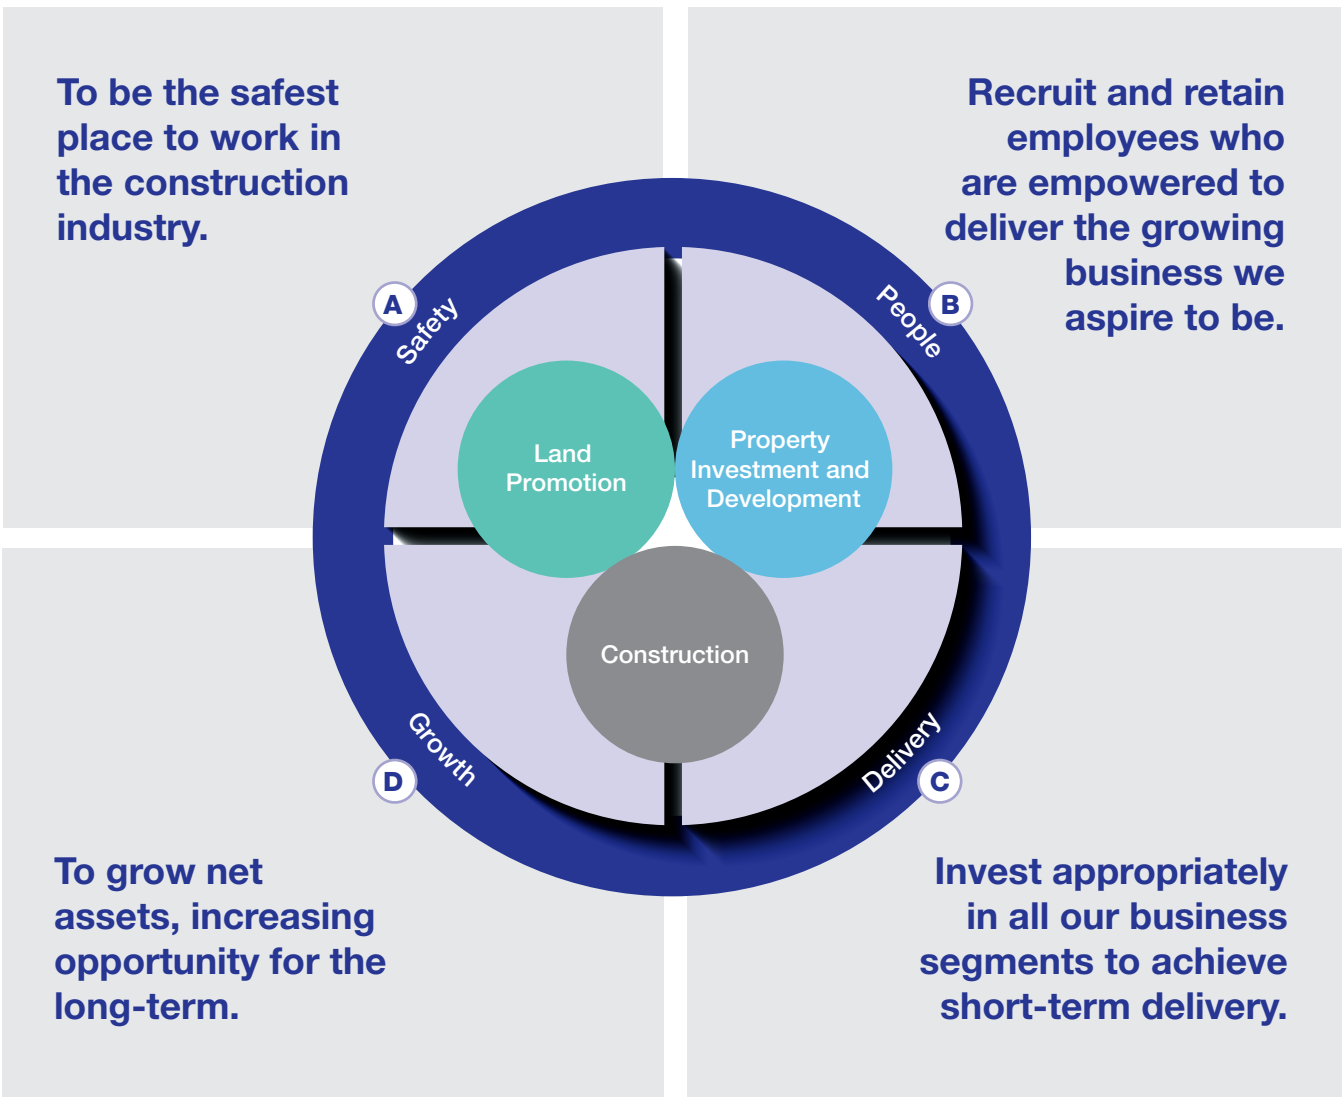 To be the safest
place to work in
the construction
industry.
Recruit and retain
employees who
are empowered to
deliver the growing
business we
aspire to be.
A
Safety
People
B
Land
Promotion
Property
Investment and
Development
Construction
Growth
D
Delivery
C
To grow net
assets, increasing
opportunity for the
long-term.
Invest appropriately
in all our business
segments to achieve
short-term delivery.